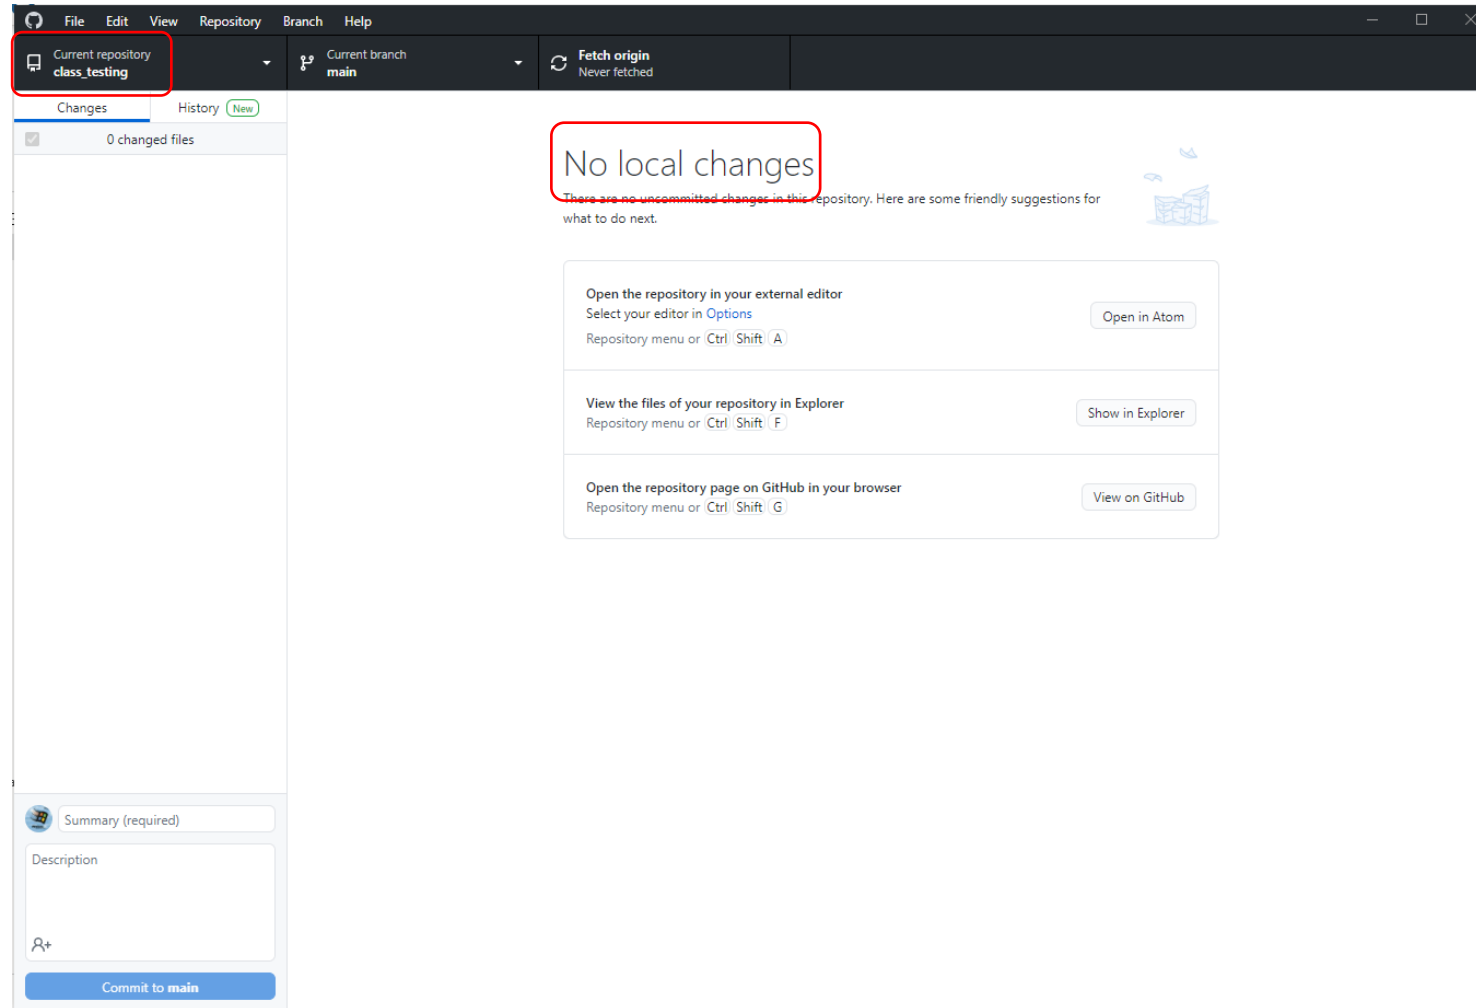 File Edit View Repository Branch Help
Current repository
class_testing
Current branch
main
Fetch origin
Never fetched
Changes
History New
0 changed files
No local changes
There are no uncommitted changes in this repository. Here are some friendly suggestions for
what to do next.
Open the repository in your external editor
Select your editor in Options
Repository menu or Ctrl Shift A
Open in Atom
View the files of your repository in Explorer
Repository menu or Ctrl Shift F
Show in Explorer
Open the repository page on GitHub in your browser
Repository menu or Ctrl Shift G
View on GitHub
Summary (required)
Description
Commit to main